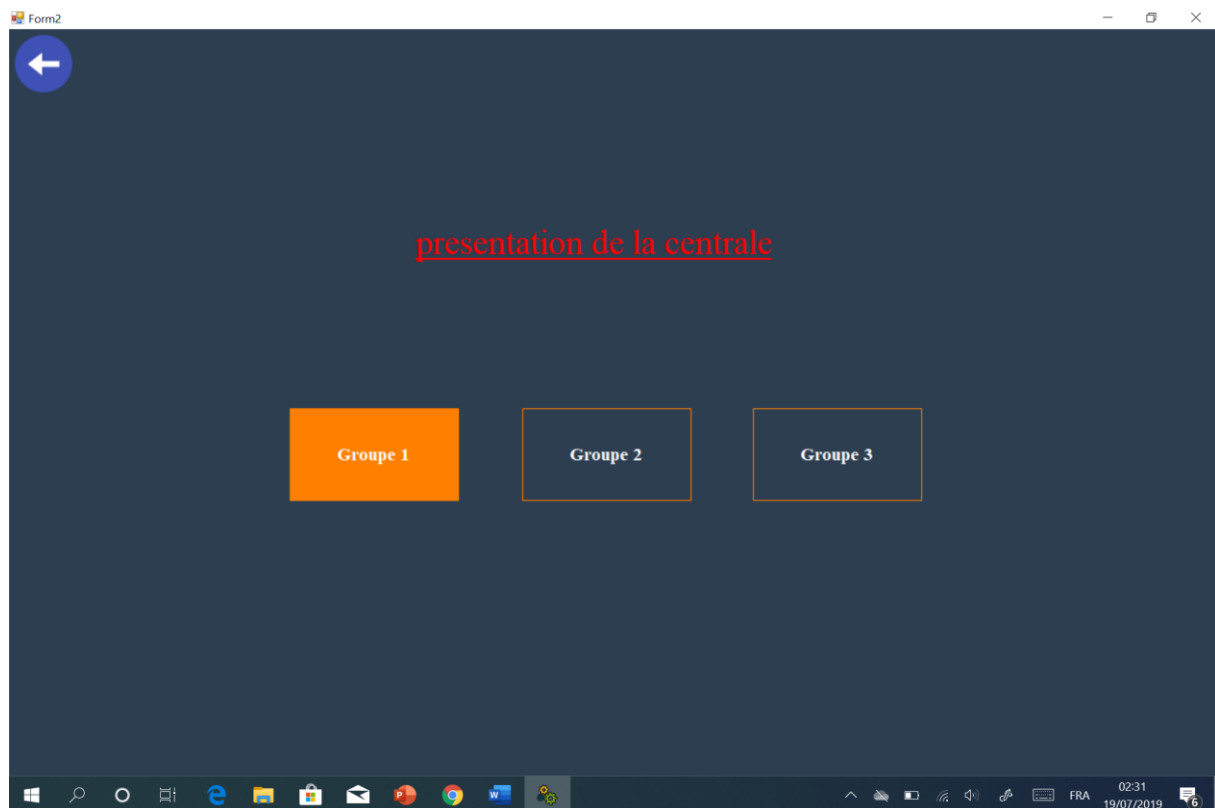 Form2
presentation de la centrale
Groupe 1
Groupe 2
Groupe 3
FRA
02:31
19/07/2019
6